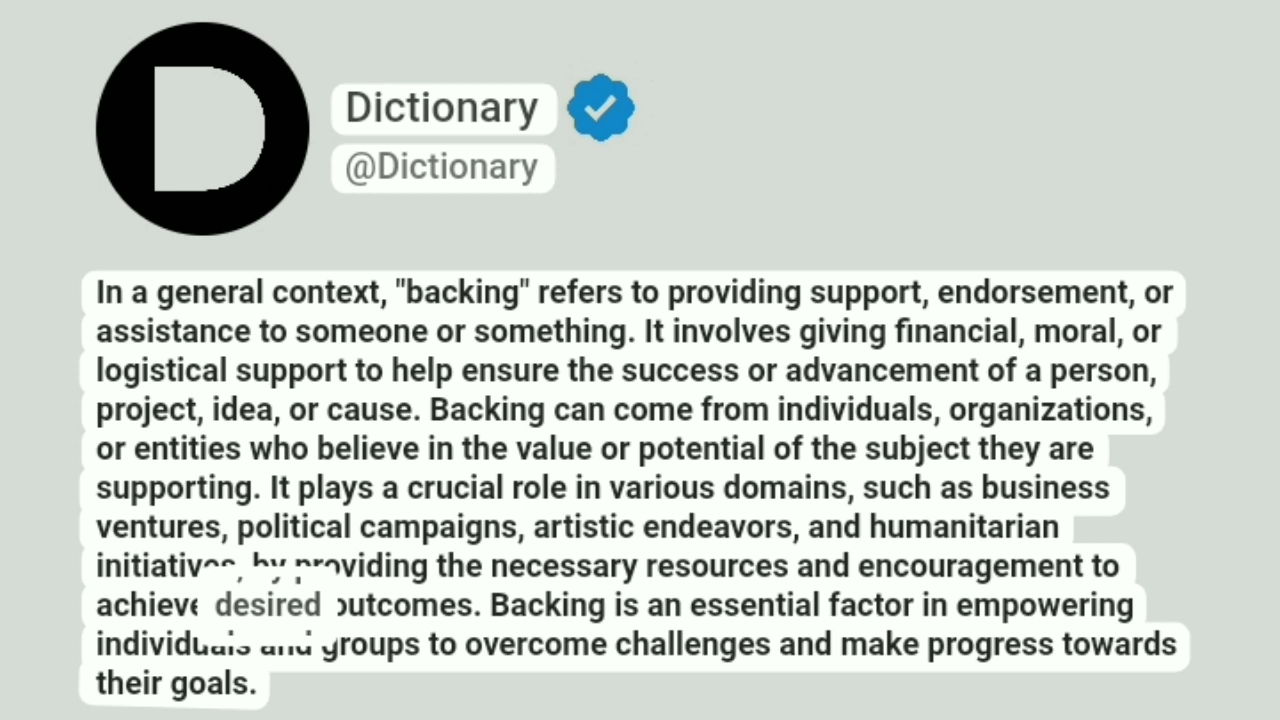 D
Dictionary
@Dictionary
In a general context, "backing" refers to providing support, endorsement, or
assistance to someone or something. It involves giving financial, moral, or
logistical support to help ensure the success or advancement of a person,
project, idea, or cause. Backing can come from individuals, organizations,
or entities who believe in the value or potential of the subject they are
supporting. It plays a crucial role in various domains, such as business
ventures, political campaigns, artistic endeavors, and humanitarian
initiatives, by providing the necessary resources and encouragement to
achieve desired outcomes. Backing is an essential factor in empowering
individuals and groups to overcome challenges and make progress towards
their goals.